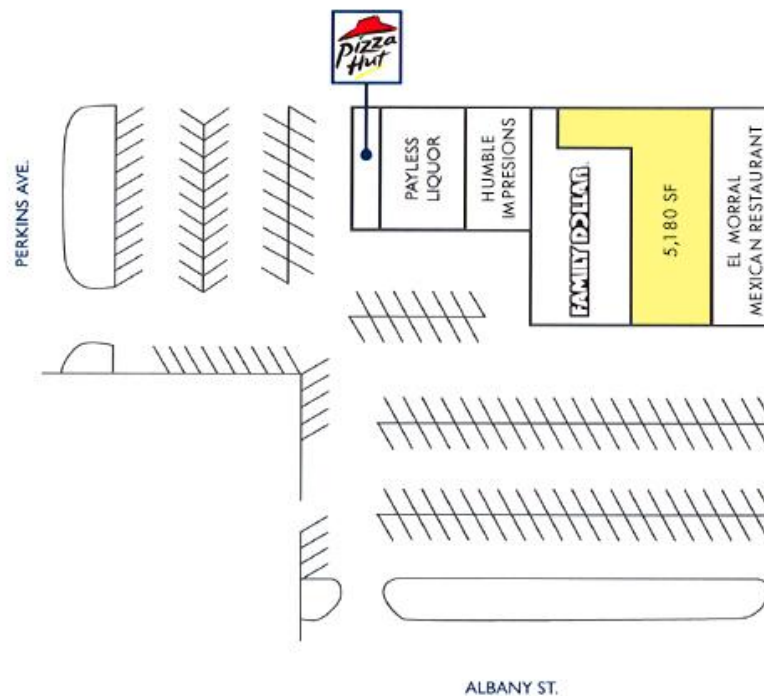 Pizza
Hut
PERKINS AVE.
PAYLESS
LIQUOR
HUMBLE
IMPRESIONS
FAMILY DOLLAR
5,180 SF
EL MORRAL
MEXICAN RESTAURANT
ALBANY ST.